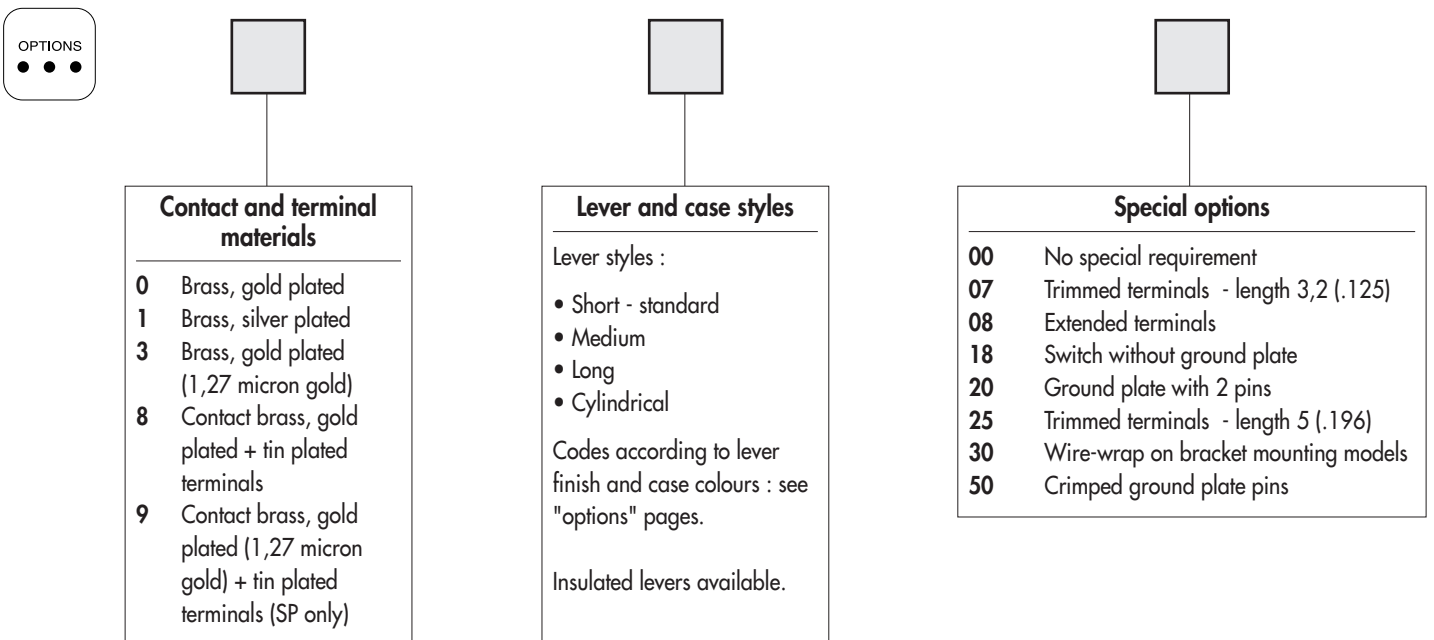 OPTIONS
Contact and terminal
materials
0 Brass, gold plated
1 Brass, silver plated
3 Brass, gold plated
(1,27 micron gold)
8 Contact brass, gold
plated + tin plated
terminals
9 Contact brass, gold
plated (1,27 micron
gold) + tin plated
terminals (SP only)
Lever and case styles
Lever styles :
• Short - standard
• Medium
• Long
• Cylindrical
Codes according to lever
finish and case colours : see
"options" pages.
Insulated levers available.
Special options
00 No special requirement
07 Trimmed terminals - length 3,2 (.125)
08 Extended terminals
18 Switch without ground plate
20 Ground plate with 2 pins
25 Trimmed terminals - length 5 (.196)
30 Wire-wrap on bracket mounting models
50 Crimped ground plate pins